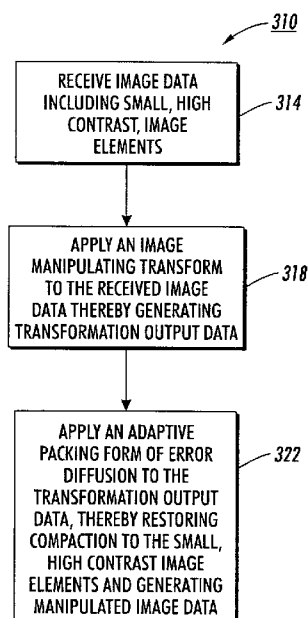 310
RECEIVE IMAGE DATA
INCLUDING SMALL, HIGH
CONTRAST, IMAGE
ELEMENTS
314
APPLY AN IMAGE
MANIPULATING TRANSFORM
TO THE RECEIVED IMAGE
DATA THEREBY GENERATING
TRANSFORMATION OUTPUT DATA
318
APPLY AN ADAPTIVE
PACKING FORM OF ERROR
DIFFUSION TO THE
TRANSFORMATION OUTPUT
DATA, THEREBY RESTORING
COMPACTION TO THE SMALL,
HIGH CONTRAST IMAGE
ELEMENTS AND GENERATING
MANIPULATED IMAGE DATA
322